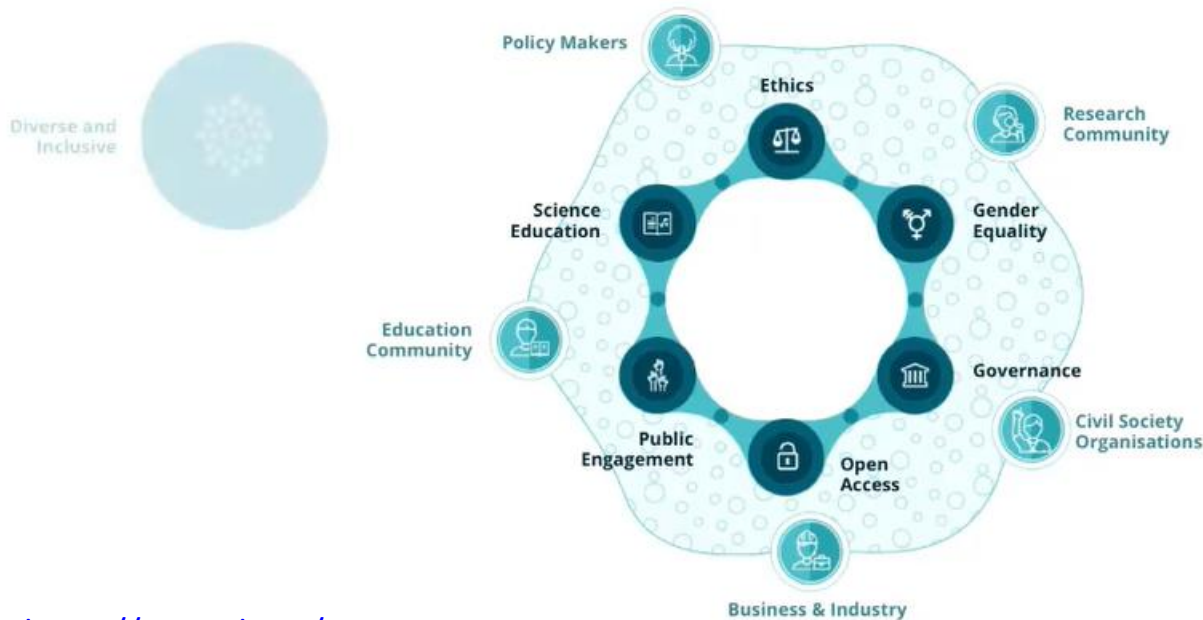 Policy Makers
Ethics
Diverse and
Inclusive
Research
Community
Science
Education
Gender
Equality
Education
Community
Governance
Civil Society
Organisations
Public
Engagement
Open
Access
Business & Industry